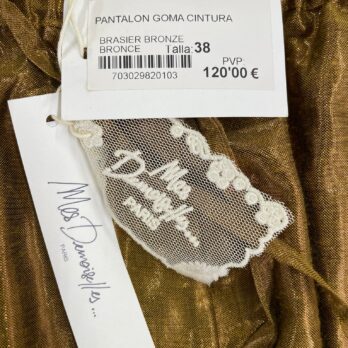 PANTALON GOMA CINTURA
BRASIER BRONZE
BRONCE Talla: 38
PVP
703029820103 120'00 €
Mes
Demoiselles...
PARIS
Mes Demoiselles...
PARIS